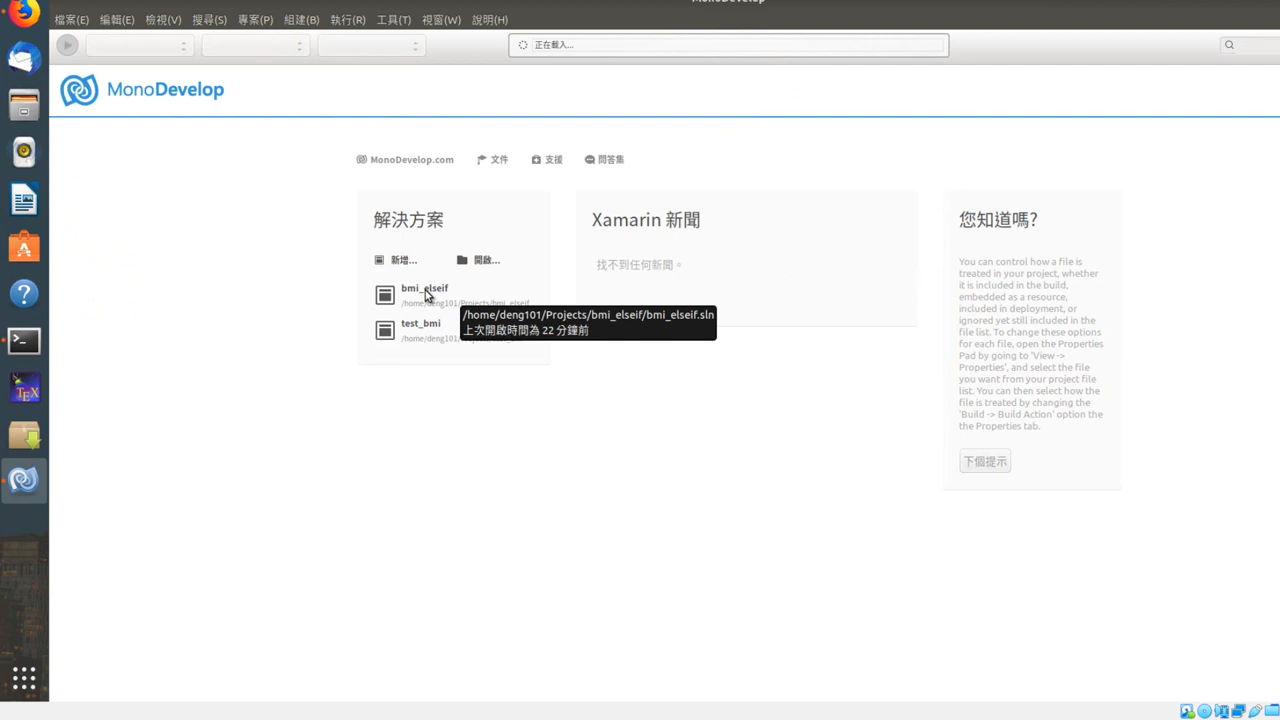 MonoDevelop
檔案(E) 編輯(E) 檢視(V) 搜尋(S) 專案(P) 組建(B) 執行(R) 工具(T) 視窗(W) 說明(H)
正在載入...
MonoDevelop
MonoDevelop.com 文件 支援 問答集
解決方案
新增... 開啟...
bmi_elseif
/home/deng101/Projects/bmi_elseif
test_bmi
/home/deng101/
/home/deng101/Projects/bmi_elseif/bmi_elseif.sln
上次開啟時間為 22 分鐘前
Xamarin 新聞
找不到任何新聞。
您知道嗎?
You can control how a file is
treated in your project, whether
it is included in the build,
embedded as a resource,
included in deployment, or
ignored yet still included in the
file list. To change these options
for each file, open the Properties
Pad by going to 'View ->
Properties', and select the file
you want from your project file
list. You can then select how the
file is treated by changing the
'Build -> Build Action' option the
the Properties tab.
下個提示
TEX